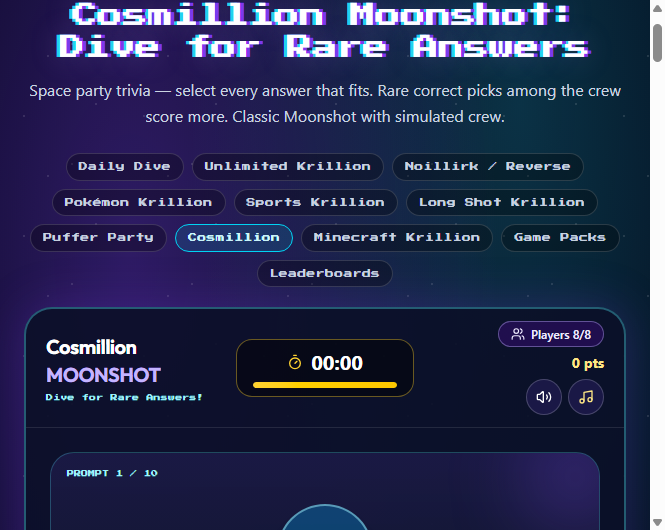 Cosmillion Moonshot:
Dive for Rare Answers
Space party trivia — select every answer that fits. Rare correct picks among the crew
score more. Classic Moonshot with simulated crew.
Daily Dive
Unlimited Krillion
Noillirk / Reverse
Pokémon Krillion
Sports Krillion
Long Shot Krillion
Puffer Party
Cosmillion
Minecraft Krillion
Game Packs
Leaderboards
Cosmillion
MOONSHOT
Dive for Rare Answers!
00:00
Players 8/8
0 pts
PROMPT 1 / 10